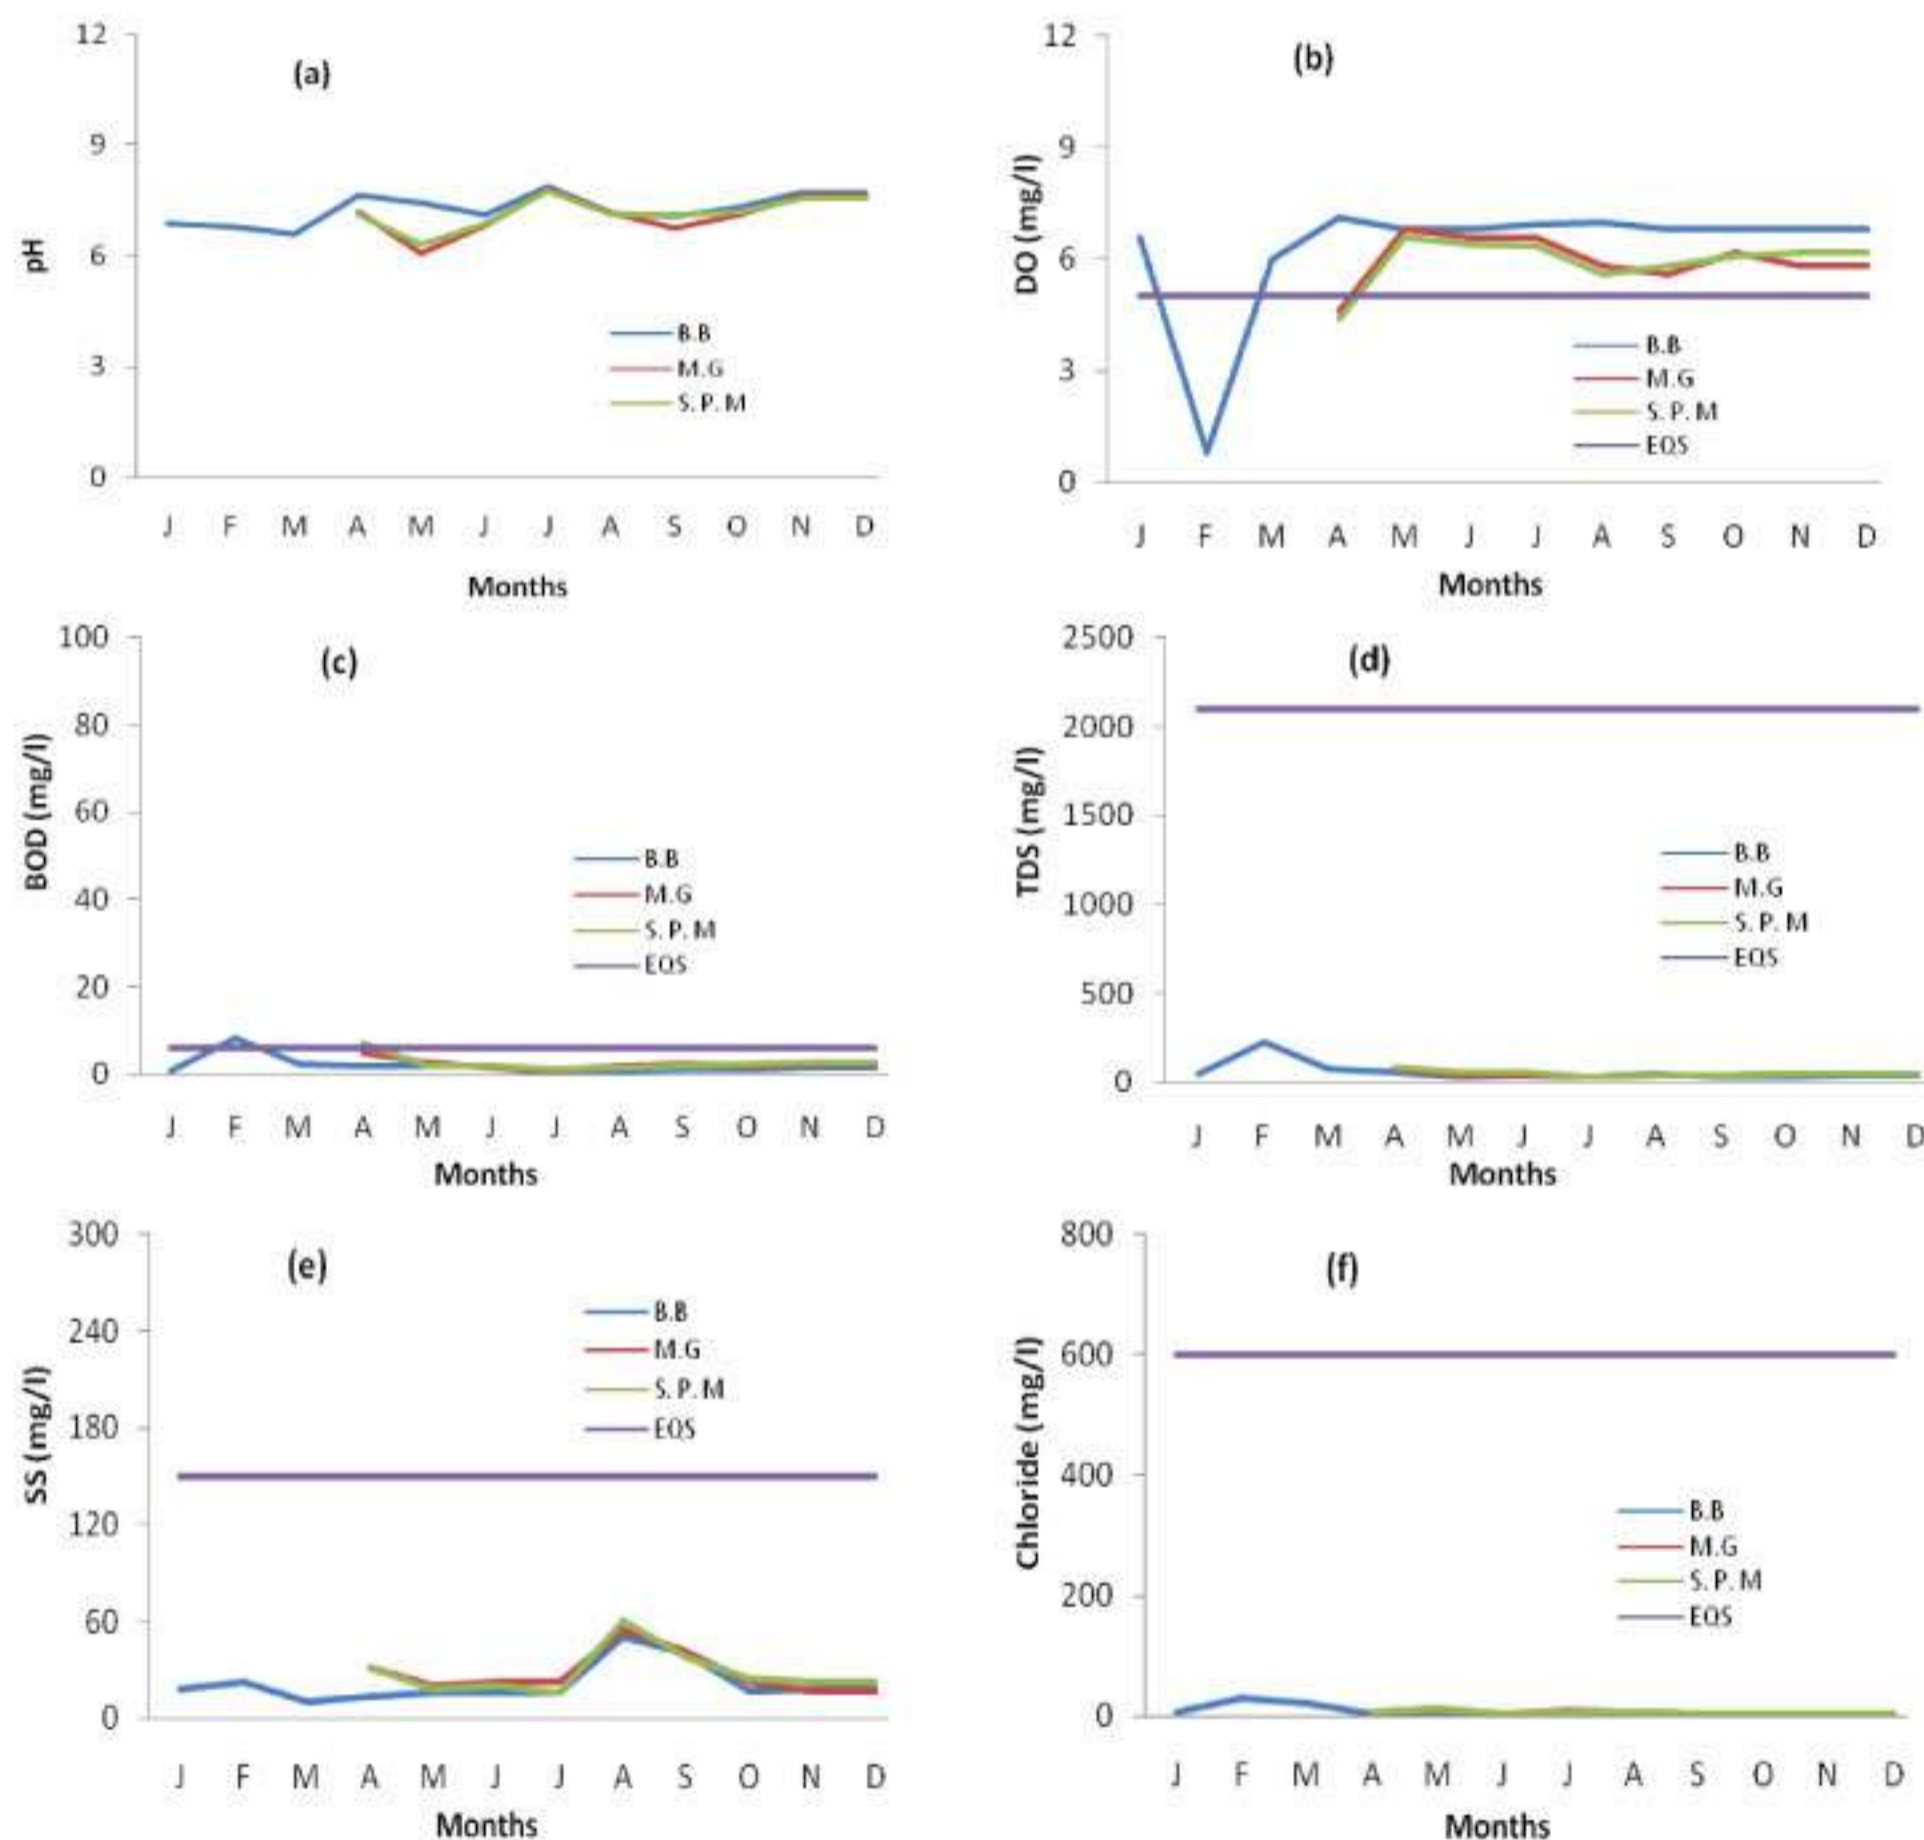 (a)
pH
12
9
6
3
0
B.B
M.G
S. P. M
J F M A M J J A S O N D
Months
(b)
DO (mg/l)
12
9
6
3
0
B.B
M.G
S. P. M
EQS
J F M A M J J A S O N D
Months
(c)
BOD (mg/l)
100
80
60
40
20
0
B.B
M.G
S. P. M
EQS
J F M A M J J A S O N D
Months
(d)
TDS (mg/l)
2500
2000
1500
1000
500
0
B.B
M.G
S. P. M
EQS
J F M A M J J A S O N D
Months
(e)
SS (mg/l)
300
240
180
120
60
0
B.B
M.G
S. P. M
EQS
J F M A M J J A S O N D
Months
(f)
Chloride (mg/l)
800
600
400
200
0
B.B
M.G
S. P. M
EQS
J F M A M J J A S O N D
Months